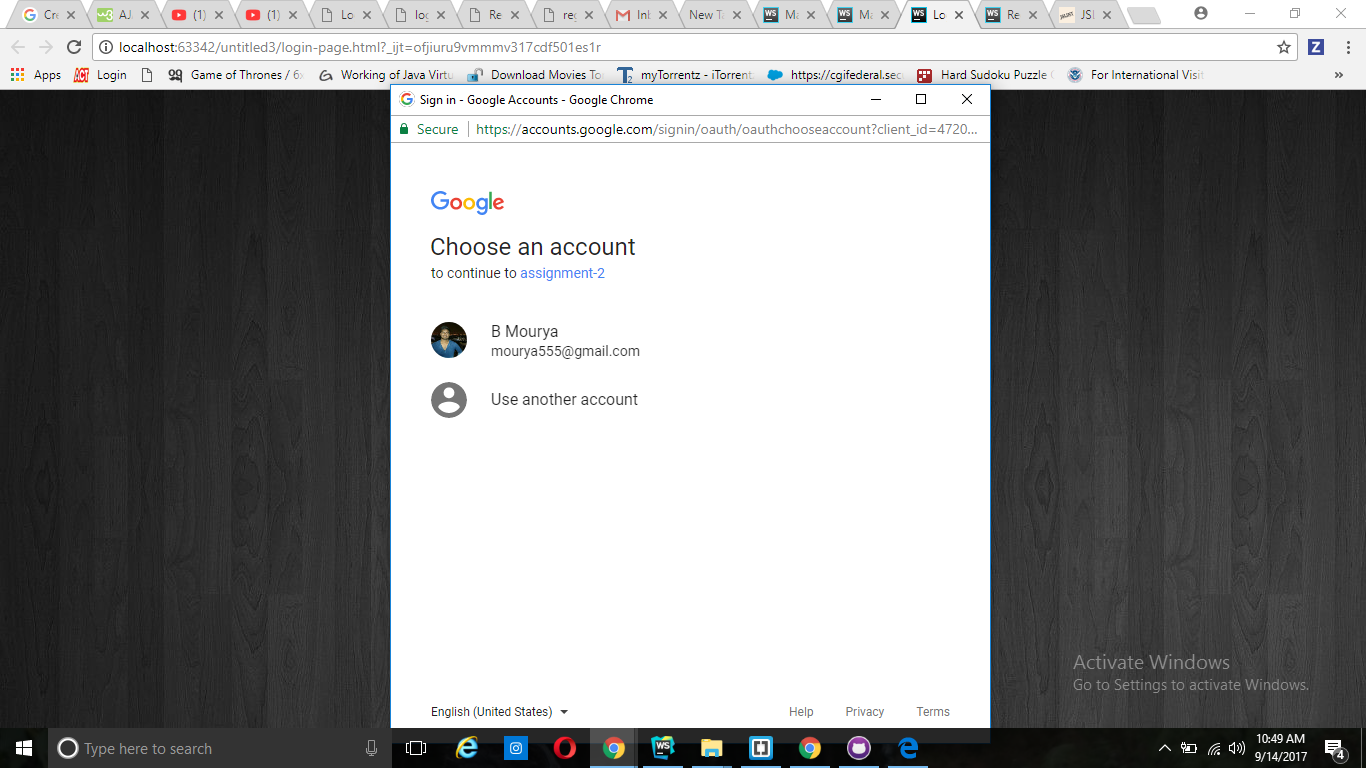 Cre
AJ
(1)
(1)
Lo
log
Re
reg
Inb
New Ta
Ma
Ma
Lo
Re
JSI
localhost:63342/untitled3/login-page.html?_ijt=ofjiuru9vmmmv317cdf501es1r
Apps
ACT
Login
Game of Thrones / 6x
Working of Java Virtu
Download Movies To
myTorrentz - iTorrent
https://cgifederal.sec
Hard Sudoku Puzzle
For International Visit
»
Sign in - Google Accounts - Google Chrome
Secure
https://accounts.google.com/signin/oauth/oauthchooseaccount?client_id=4720...
Google
Choose an account
to continue to assignment-2
B Mourya
mourya555@gmail.com
Use another account
English (United States)
Help
Privacy
Terms
Activate Windows
Go to Settings to activate Windows.
Type here to search
WS
10:49 AM
9/14/2017
4